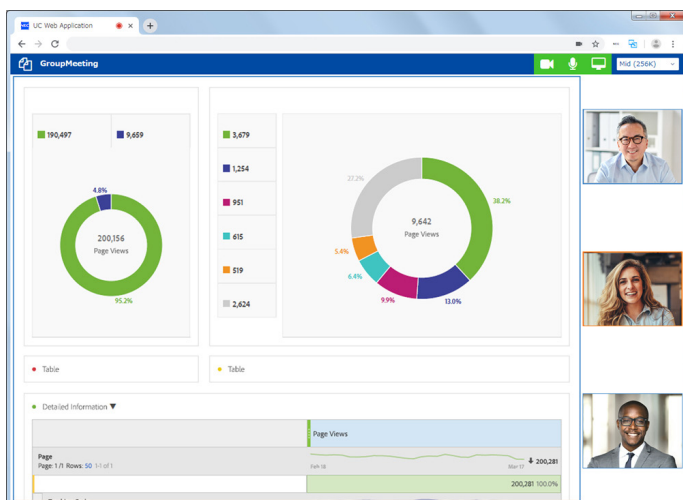 UC Web Application
GroupMeeting
Mid (256K)
190,497
9,659
4.8%
200,156
Page Views
95.2%
3,679
1,254
951
615
519
2,624
27.2%
38.2%
9,642
Page Views
5.4%
6.4%
9.9%
13.0%
Table
Table
Detailed Information ▼
Page Views
Page
Page: 1 /1 Rows: 50 1-1 of 1
Feb 18
Mar 17
200,281
200,281 100.0%